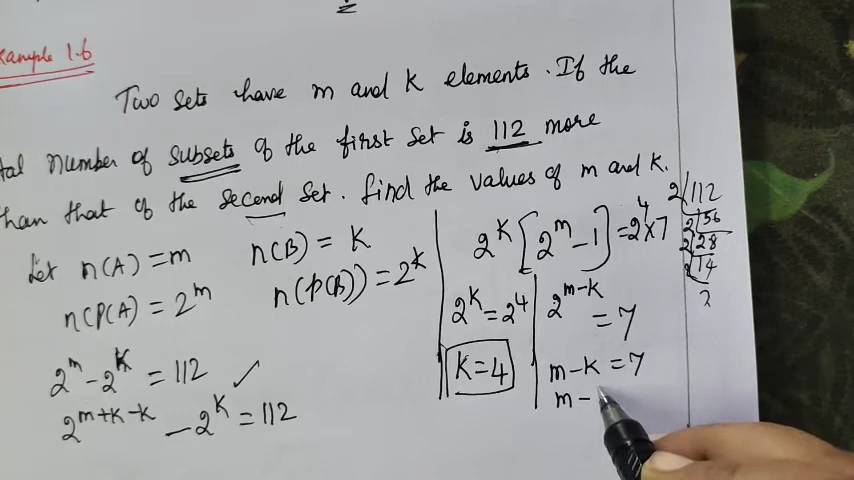 xample 1.6
Two sets have m and k elements. If the
tal number of subsets of the first set is 112 more
than that of the second set. find the values of m and k.
Let n(A) = m
n(B) = k
n(P(A)) = 2^m
n(P(B)) = 2^k
2^m - 2^k = 112 ✓
2^{m+k-k} - 2^k = 112
2^k [2^m - 1] = 2^4 x 7
2^k = 2^4
k = 4
2^{m-k} = 7
m - k = 7
m -
2 | 112
2 | 56
2 | 28
14
2